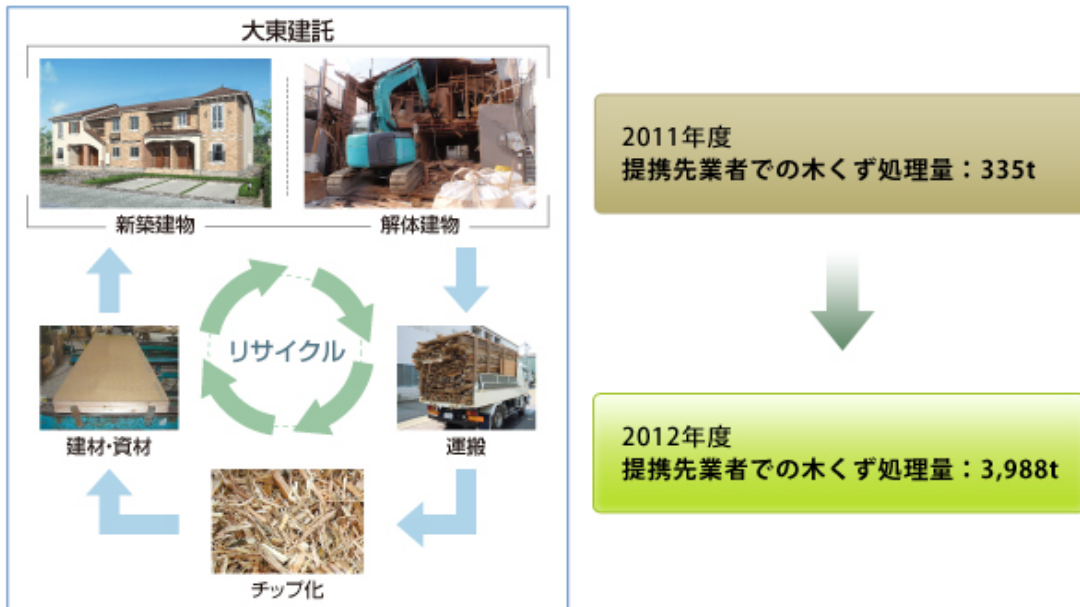 大東建託
新築建物
解体建物
リサイクル
建材・資材
運搬
チップ化
2011年度
提携先業者での木くず処理量：335t
2012年度
提携先業者での木くず処理量：3,988t